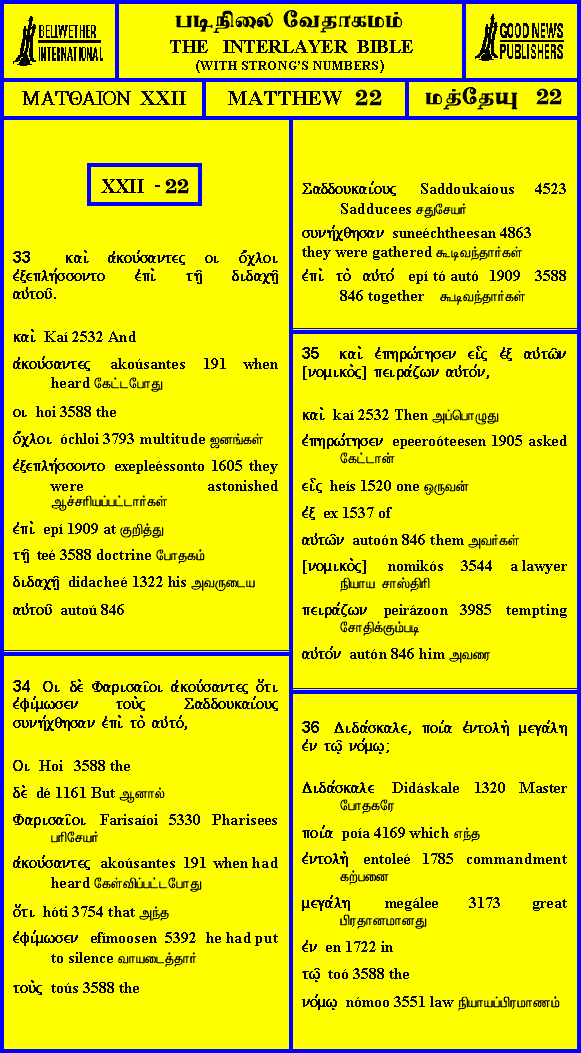 BELLWETHER
INTERNATIONAL
படிநிலை வேதாகமம்
THE INTERLAYER BIBLE
(WITH STRONG'S NUMBERS)
GOOD NEWS
PUBLISHERS
ΜΑΤΘΑΙΟΝ XXII
MATTHEW 22
மத்தேயு 22
XXII - 22
33 καὶ ἀκούσαντες οι ὄχλοι
ἐξεπλήσσοντο ἐπὶ τῇ διδαχῇ
αὐτοῦ.
καὶ Kaí 2532 And
ἀκούσαντες akoúsantes 191 when
heard கேட்டபோது
οι hoi 3588 the
ὄχλοι óchloi 3793 multitude ஜனங்கள்
ἐξεπλήσσοντο exepleéssonto 1605 they
were astonished
ஆச்சரியப்பட்டார்கள்
ἐπὶ epí 1909 at குறித்து
τῇ teé 3588 doctrine போதகம்
διδαχῇ didacheé 1322 his அவருடைய
αὐτοῦ autoú 846
34 Οι δὲ Φαρισαῖοι ἀκούσαντες ὅτι
ἐφίμωσεν τοὺς Σαδδουκαίους
συνήχθησαν ἐπὶ τὸ αὐτό,
Οι Hoi 3588 the
δὲ dé 1161 But ஆனால்
Φαρισαῖοι Farisaíoi 5330 Pharisees
பரிசேயர்
ἀκούσαντες akoúsantes 191 when had
heard கேள்விப்பட்டபோது
ὅτι hóti 3754 that அந்த
ἐφίμωσεν efímoosen 5392 he had put
to silence வாயடைத்தார்
τοὺς toús 3588 the
Σαδδουκαίους Saddoukaíous 4523
Sadducees சதுசேயர்
συνήχθησαν suneéchtheesan 4863
they were gathered கூடிவந்தார்கள்
ἐπὶ τὸ αὐτό epí tó autó 1909 3588
846 together கூடிவந்தார்கள்
35 καὶ ἐπηρώτησεν εἷς ἐξ αὐτῶν
[νομικὸς] πειράζων αὐτόν,
καὶ kaí 2532 Then அப்பொழுது
ἐπηρώτησεν epeerоóteesen 1905 asked
கேட்டான்
εἷς heís 1520 one ஒருவன்
ἐξ ex 1537 of
αὐτῶν autoón 846 them அவர்கள்
[νομικὸς] nomikós 3544 a lawyer
நியாய சாஸ்திரி
πειράζων peirázoon 3985 tempting
சோதிக்கும்படி
αὐτόν autón 846 him அவரை
36 Διδάσκαλε, ποία ἐντολὴ μεγάλη
ἐν τῷ νόμῳ;
Διδάσκαλε Didáskale 1320 Master
போதகரே
ποία poía 4169 which எந்த
ἐντολὴ entoleé 1785 commandment
கற்பனை
μεγάλη megálee 3173 great
பிரதானமானது
ἐν en 1722 in
τῷ toó 3588 the
νόμῳ nómoo 3551 law நியாயப்பிரமாணம்